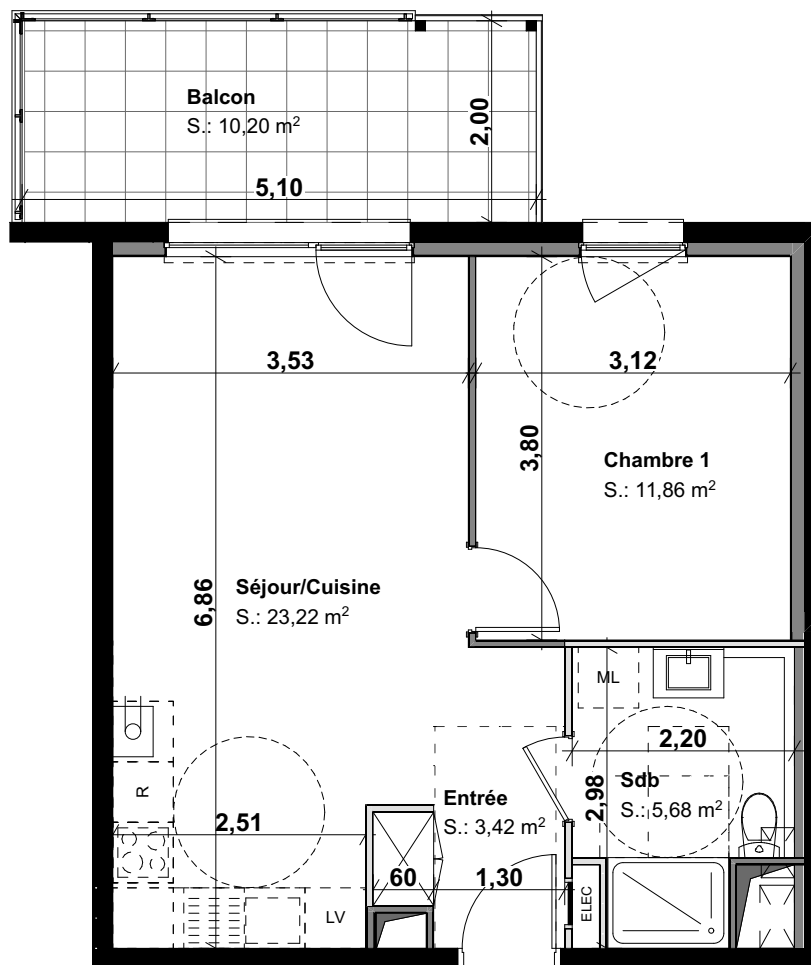 Balcon
S.: 10,20 m²
2,00
5,10
3,53
3,12
3,80
Chambre 1
S.: 11,86 m²
6,86
Séjour/Cuisine
S.: 23,22 m²
ML
2,20
R
2,98
Sdb
S.: 5,68 m²
Entrée
S.: 3,42 m²
2,51
60
1,30
ELEC
LV